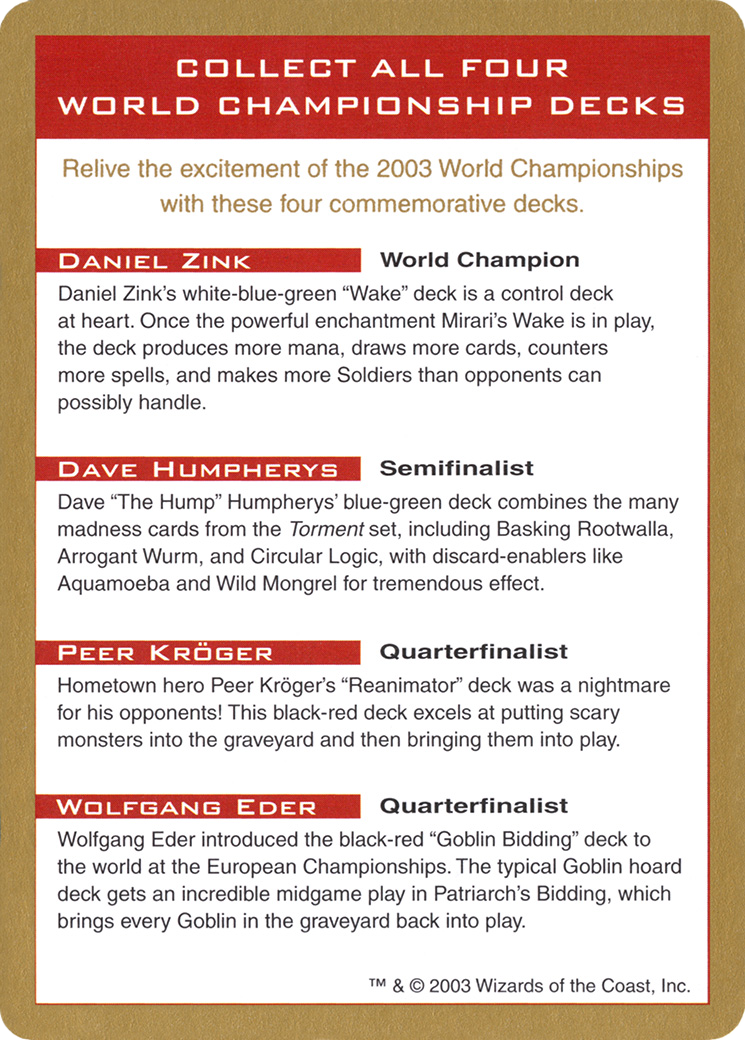 COLLECT ALL FOUR
WORLD CHAMPIONSHIP DECKS
Relive the excitement of the 2003 World Championships
with these four commemorative decks.
DANIEL ZINK World Champion
Daniel Zink's white-blue-green “Wake” deck is a control deck
at heart. Once the powerful enchantment Mirari's Wake is in play,
the deck produces more mana, draws more cards, counters
more spells, and makes more Soldiers than opponents can
possibly handle.
DAVE HUMPHERYS Semifinalist
Dave “The Hump” Humpherys' blue-green deck combines the many
madness cards from the Torment set, including Basking Rootwalla,
Arrogant Wurm, and Circular Logic, with discard-enablers like
Aquamoeba and Wild Mongrel for tremendous effect.
PEER KRÖGER Quarterfinalist
Hometown hero Peer Kröger's “Reanimator” deck was a nightmare
for his opponents! This black-red deck excels at putting scary
monsters into the graveyard and then bringing them into play.
WOLFGANG EDER Quarterfinalist
Wolfgang Eder introduced the black-red “Goblin Bidding” deck to
the world at the European Championships. The typical Goblin hoard
deck gets an incredible midgame play in Patriarch's Bidding, which
brings every Goblin in the graveyard back into play.
™ & © 2003 Wizards of the Coast, Inc.